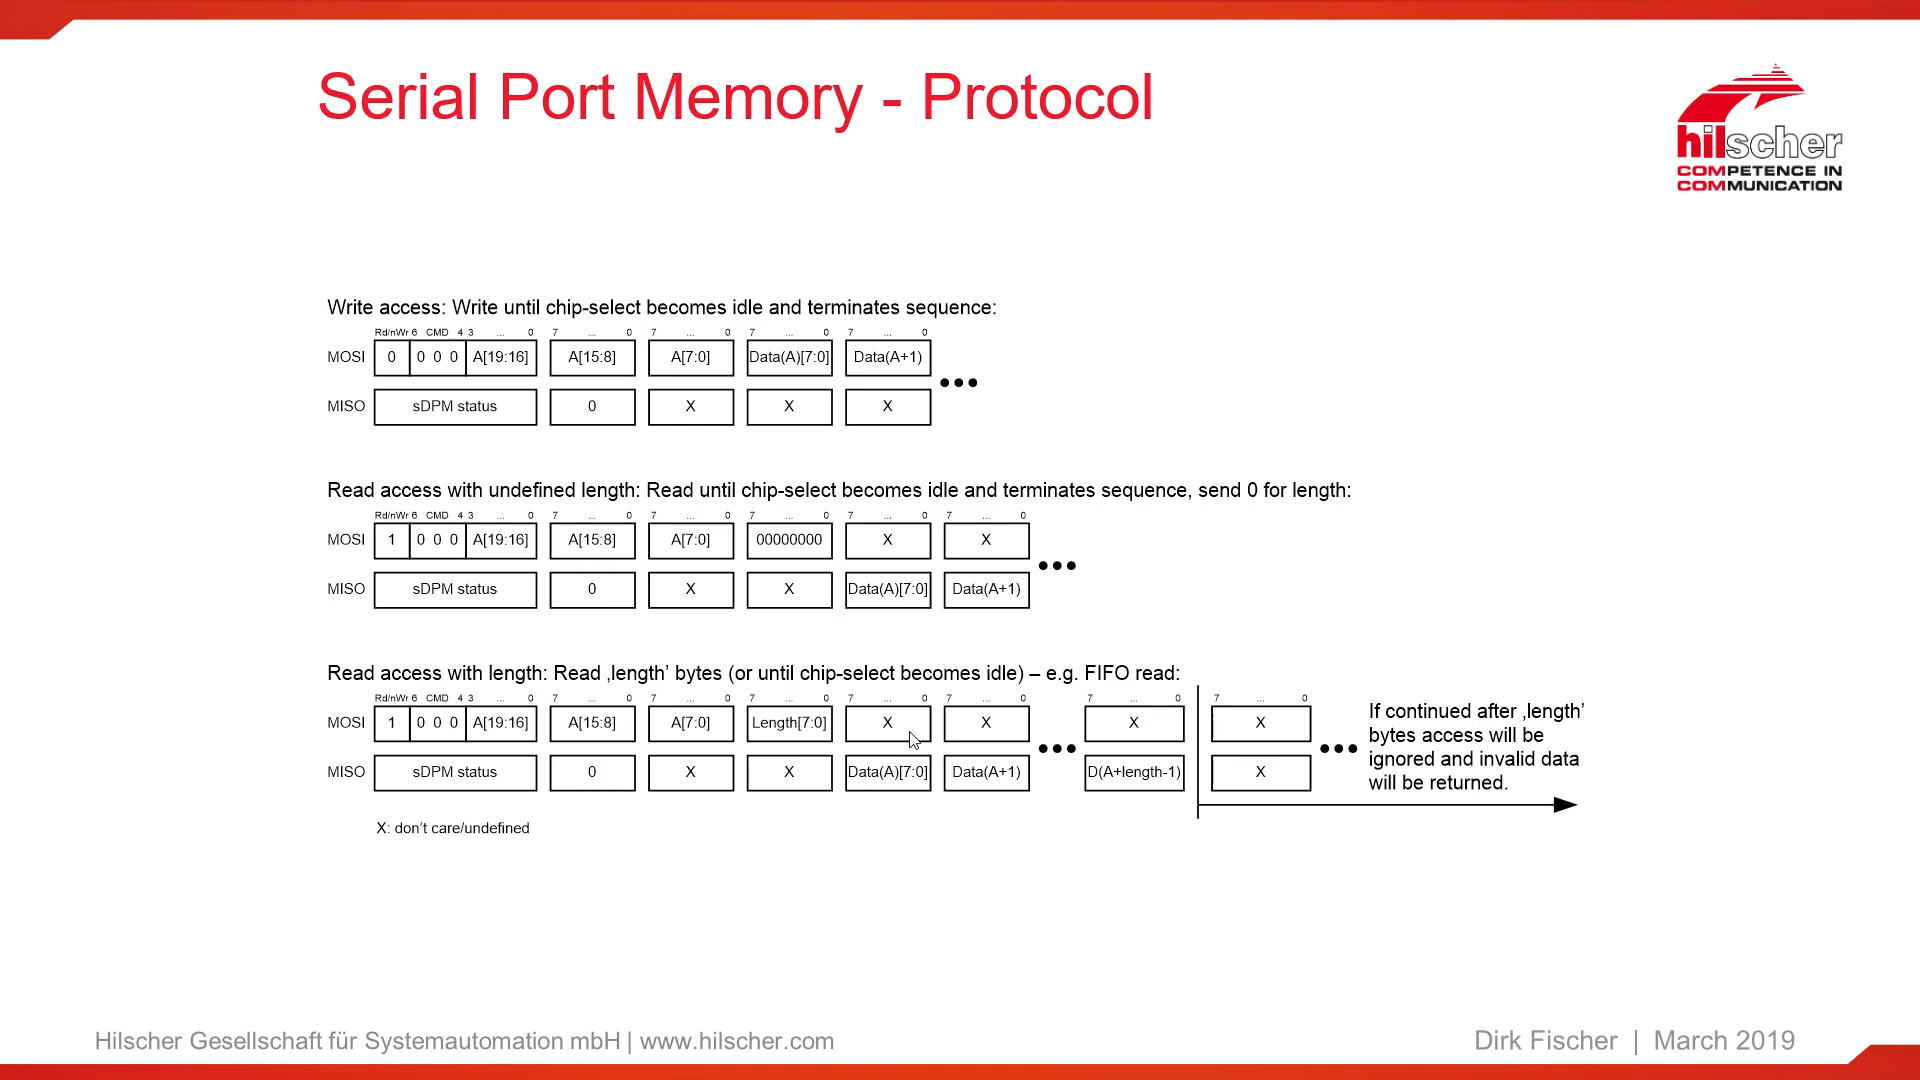 Serial Port Memory - Protocol
hilscher
COMPETENCE IN
COMMUNICATION
Write access: Write until chip-select becomes idle and terminates sequence:
Rd/nWr 6 CMD 4 3 ... 0 7 ... 0 7 ... 0 7 ... 0 7 ... 0
MOSI 0 0 0 0 A[19:16] A[15:8] A[7:0] Data(A)[7:0] Data(A+1)
●●●
MISO sDPM status 0 X X X
Read access with undefined length: Read until chip-select becomes idle and terminates sequence, send 0 for length:
Rd/nWr 6 CMD 4 3 ... 0 7 ... 0 7 ... 0 7 ... 0 7 ... 0 7 ... 0
MOSI 1 0 0 0 A[19:16] A[15:8] A[7:0] 00000000 X X
●●●
MISO sDPM status 0 X X Data(A)[7:0] Data(A+1)
Read access with length: Read ‚length’ bytes (or until chip-select becomes idle) – e.g. FIFO read:
Rd/nWr 6 CMD 4 3 ... 0 7 ... 0 7 ... 0 7 ... 0 7 ... 0 7 ... 0 7 ... 0 7 ... 0
MOSI 1 0 0 0 A[19:16] A[15:8] A[7:0] Length[7:0] X X X X
●●● ●●●
MISO sDPM status 0 X X Data(A)[7:0] Data(A+1) D(A+length-1) X
If continued after ‚length’
bytes access will be
ignored and invalid data
will be returned.
X: don’t care/undefined
Hilscher Gesellschaft für Systemautomation mbH | www.hilscher.com
Dirk Fischer | March 2019